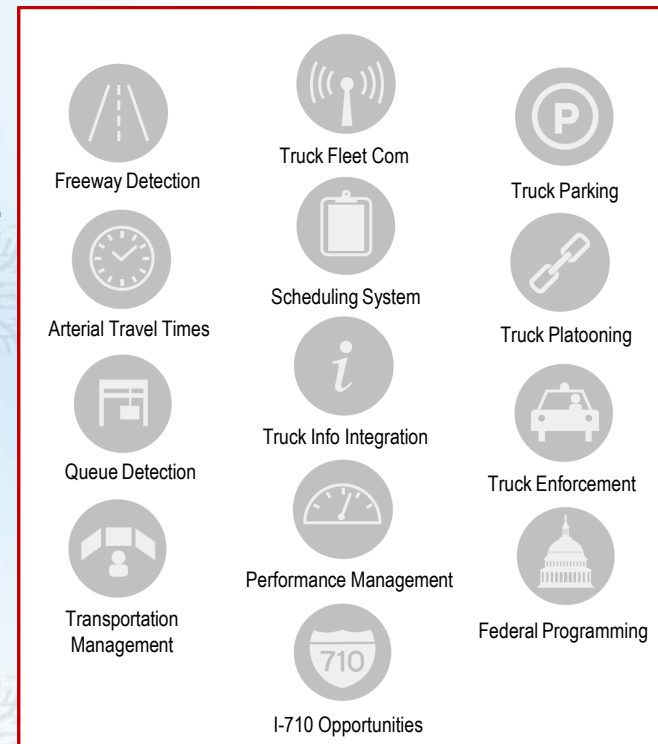 Freeway Detection
Arterial Travel Times
Queue Detection
Transportation
Management
Truck Fleet Com
Scheduling System
i
Truck Info Integration
Performance Management
710
I-710 Opportunities
P
Truck Parking
Truck Platooning
Truck Enforcement
Federal Programming